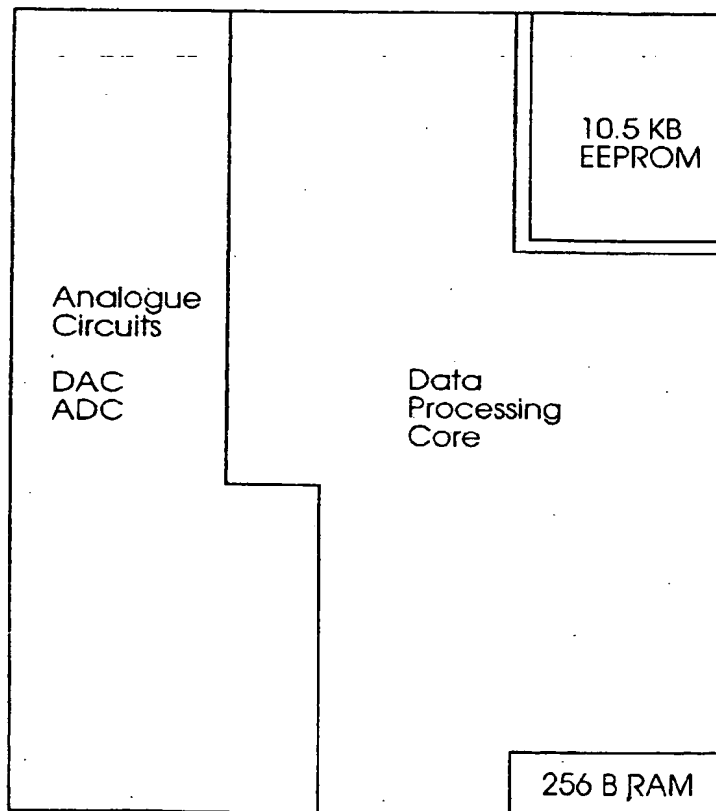 10.5 KB
EEPROM
Analogue
Circuits
DAC
ADC
Data
Processing
Core
256 B RAM